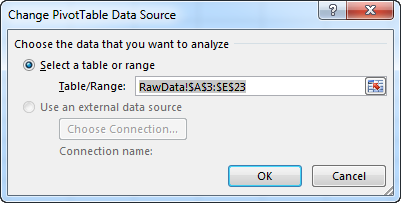 Change PivotTable Data Source
Choose the data that you want to analyze
Select a table or range
Table/Range: RawData!$A$3:$E$23
Use an external data source
Choose Connection...
Connection name:
OK Cancel